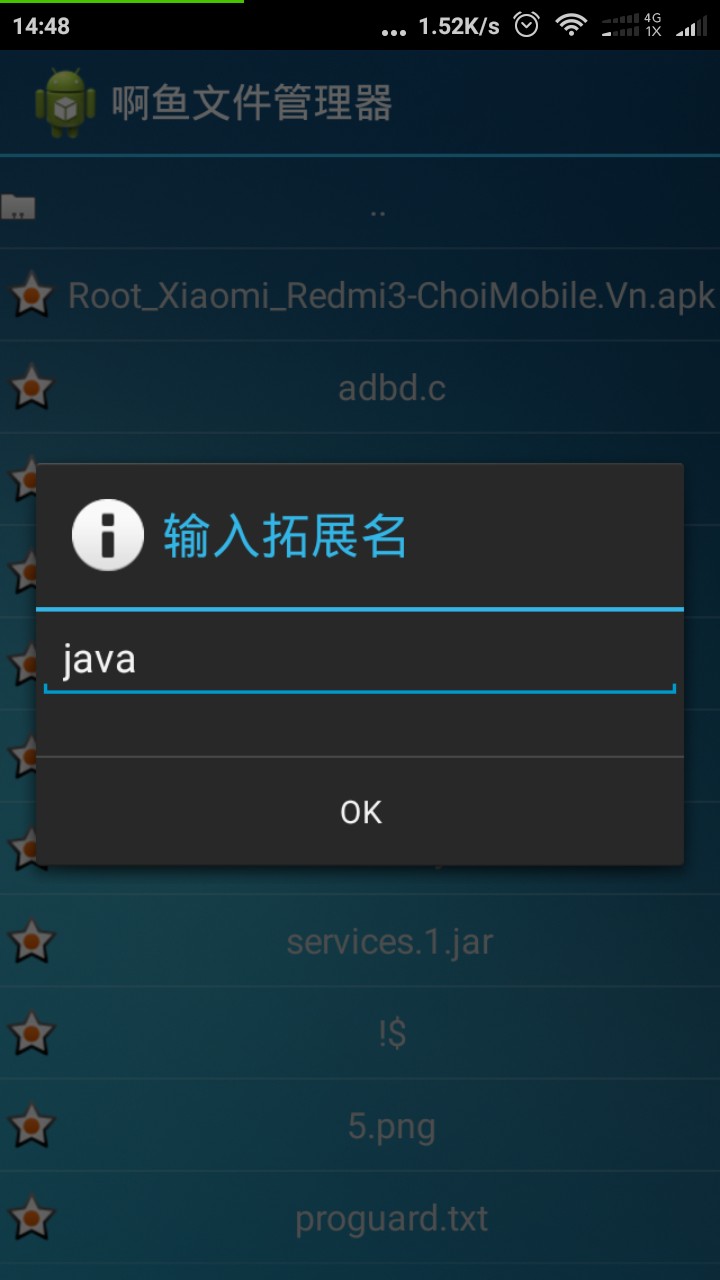 14:48 ... 1.52K/s 4G 1X
啊鱼文件管理器
..
Root_Xiaomi_Redmi3-ChoiMobile.Vn.apk
adbd.c
输入拓展名
java
OK
services.1.jar
!$
5.png
proguard.txt